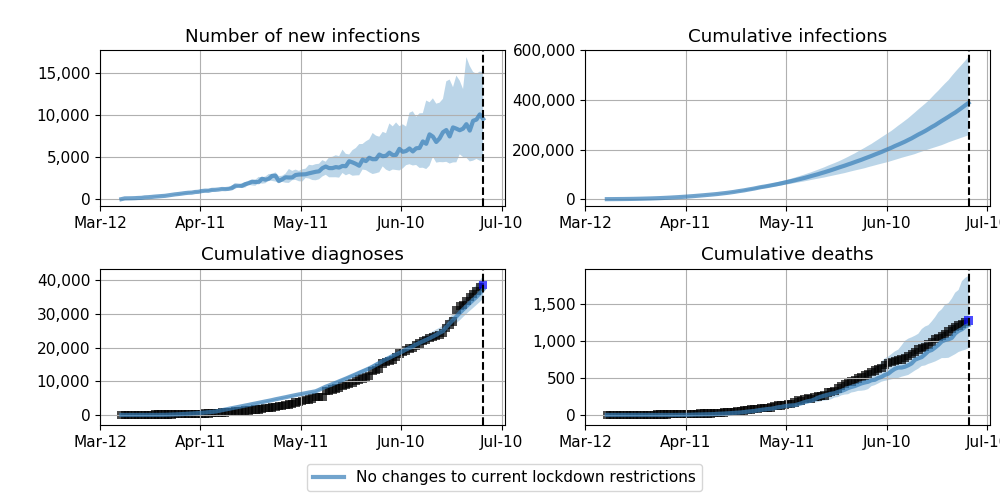 Number of new infections
15,000
10,000
5,000
0
Mar-12 Apr-11 May-11 Jun-10 Jul-10
Cumulative infections
600,000
400,000
200,000
0
Mar-12 Apr-11 May-11 Jun-10 Jul-10
Cumulative diagnoses
40,000
30,000
20,000
10,000
0
Mar-12 Apr-11 May-11 Jun-10 Jul-10
Cumulative deaths
1,500
1,000
500
0
Mar-12 Apr-11 May-11 Jun-10 Jul-10
No changes to current lockdown restrictions